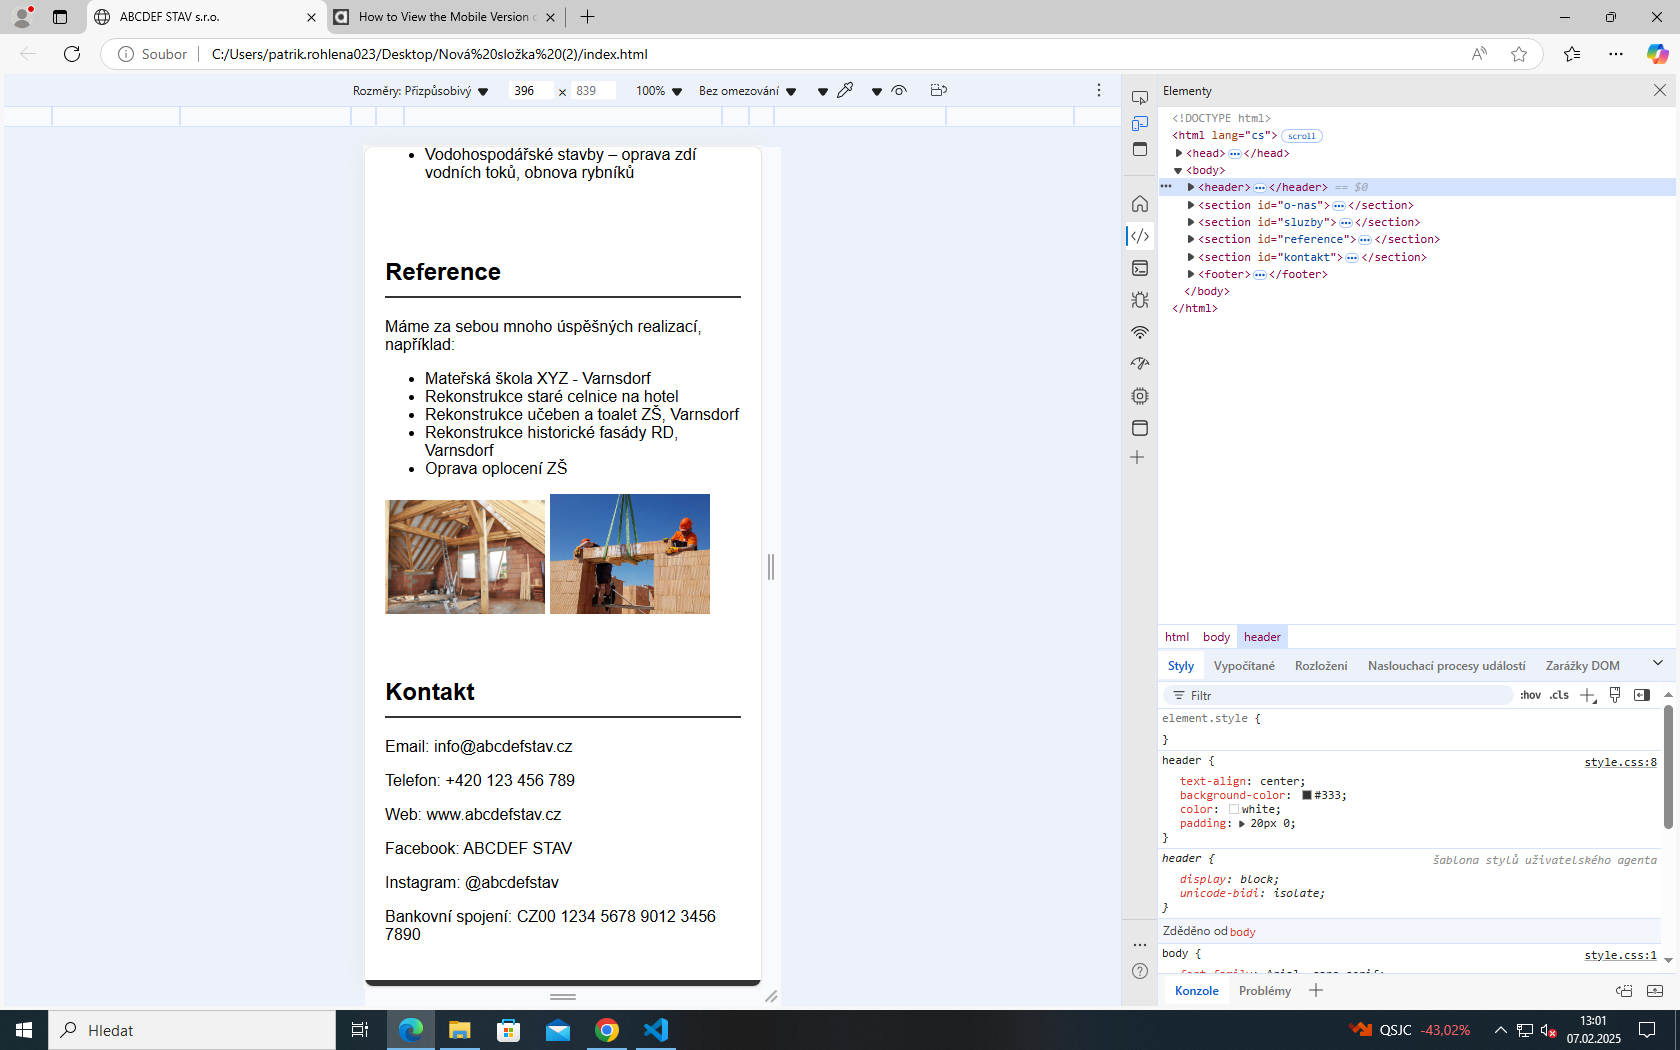 ABCDEF STAV s.r.o.
How to View the Mobile Version o
Soubor
C:/Users/patrik.rohlena023/Desktop/Nová%20složka%20(2)/index.html
Rozměry: Přizpůsobivý
396 × 839
100%
Bez omezování
Vodohospodářské stavby – oprava zdí
vodních toků, obnova rybníků
Reference
Máme za sebou mnoho úspěšných realizací,
například:
Mateřská škola XYZ - Varnsdorf
Rekonstrukce staré celnice na hotel
Rekonstrukce učeben a toalet ZŠ, Varnsdorf
Rekonstrukce historické fasády RD,
Varnsdorf
Oprava oplocení ZŠ
Kontakt
Email: info@abcdefstav.cz
Telefon: +420 123 456 789
Web: www.abcdefstav.cz
Facebook: ABCDEF STAV
Instagram: @abcdefstav
Bankovní spojení: CZ00 1234 5678 9012 3456
7890
Elementy
<!DOCTYPE html>
<html lang="cs"> scroll
<head> ••• </head>
<body>
••• <header> ••• </header> == $0
<section id="o-nas"> ••• </section>
<section id="sluzby"> ••• </section>
<section id="reference"> ••• </section>
<section id="kontakt"> ••• </section>
<footer> ••• </footer>
</body>
</html>
html body header
Styly Vypočítané Rozložení Naslouchací procesy událostí Zarážky DOM
Filtr :hov .cls
element.style {
}
header { style.css:8
text-align: center;
background-color: #333;
color: white;
padding: 20px 0;
}
header { šablona stylů uživatelského agenta
display: block;
unicode-bidi: isolate;
}
Zděděno od body
body { style.css:1
font-family: Arial, sans-serif;
Konzole Problémy
Hledat
QSJC -43,02%
13:01
07.02.2025